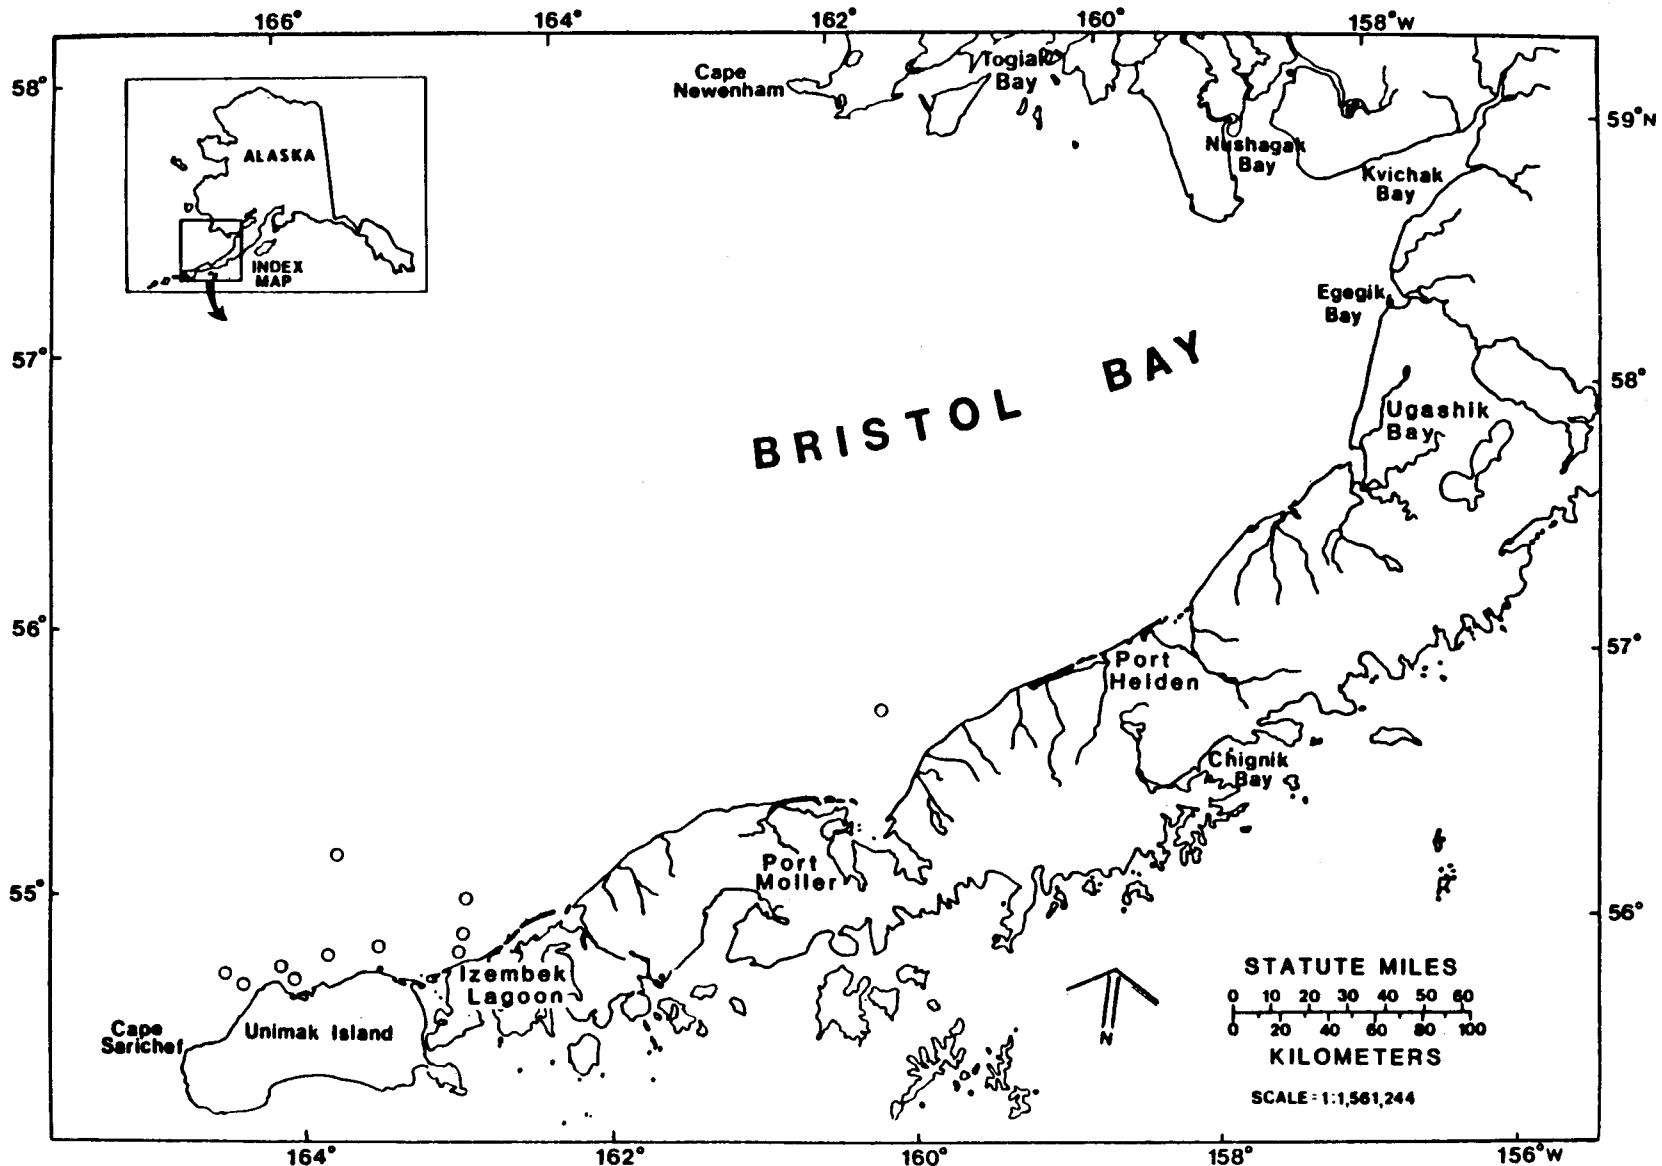 166°
164°
162°
160°
158°W
58°
57°
56°
55°
59°N
58°
57°
56°
164°
162°
160°
158°
156°W
ALASKA
INDEX
MAP
Cape
Newenham
Togiak
Bay
Nushagak
Bay
Kvichak
Bay
Egegik
Bay
BRISTOL BAY
Ugashik
Bay
Port
Heiden
Chignik
Bay
Port
Moller
Izembek
Lagoon
Unimak Island
Cape
Sarichef
N
STATUTE MILES
0 10 20 30 40 50 60
0 20 40 60 80 100
KILOMETERS
SCALE = 1:1,561,244